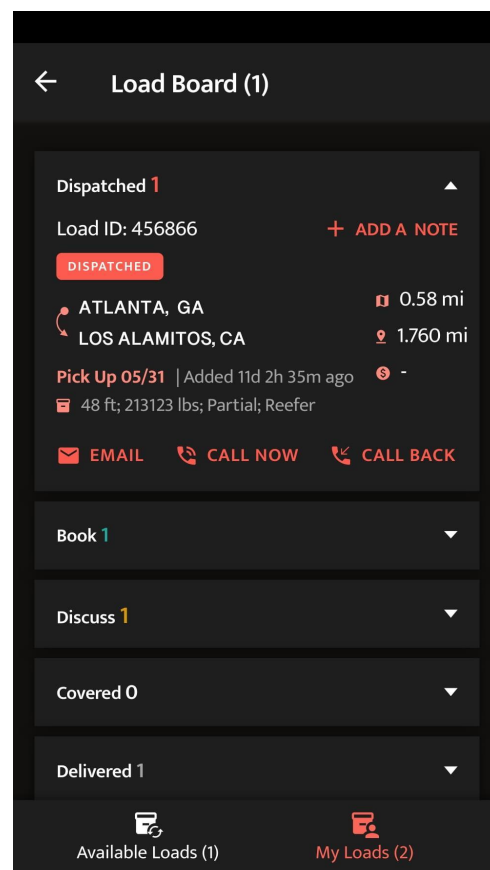 Load Board (1)
Dispatched 1
Load ID: 456866
+ ADD A NOTE
DISPATCHED
ATLANTA, GA
0.58 mi
LOS ALAMITOS, CA
1.760 mi
Pick Up 05/31 | Added 11d 2h 35m ago
-
48 ft; 213123 lbs; Partial; Reefer
EMAIL
CALL NOW
CALL BACK
Book 1
Discuss 1
Covered 0
Delivered 1
Available Loads (1)
My Loads (2)